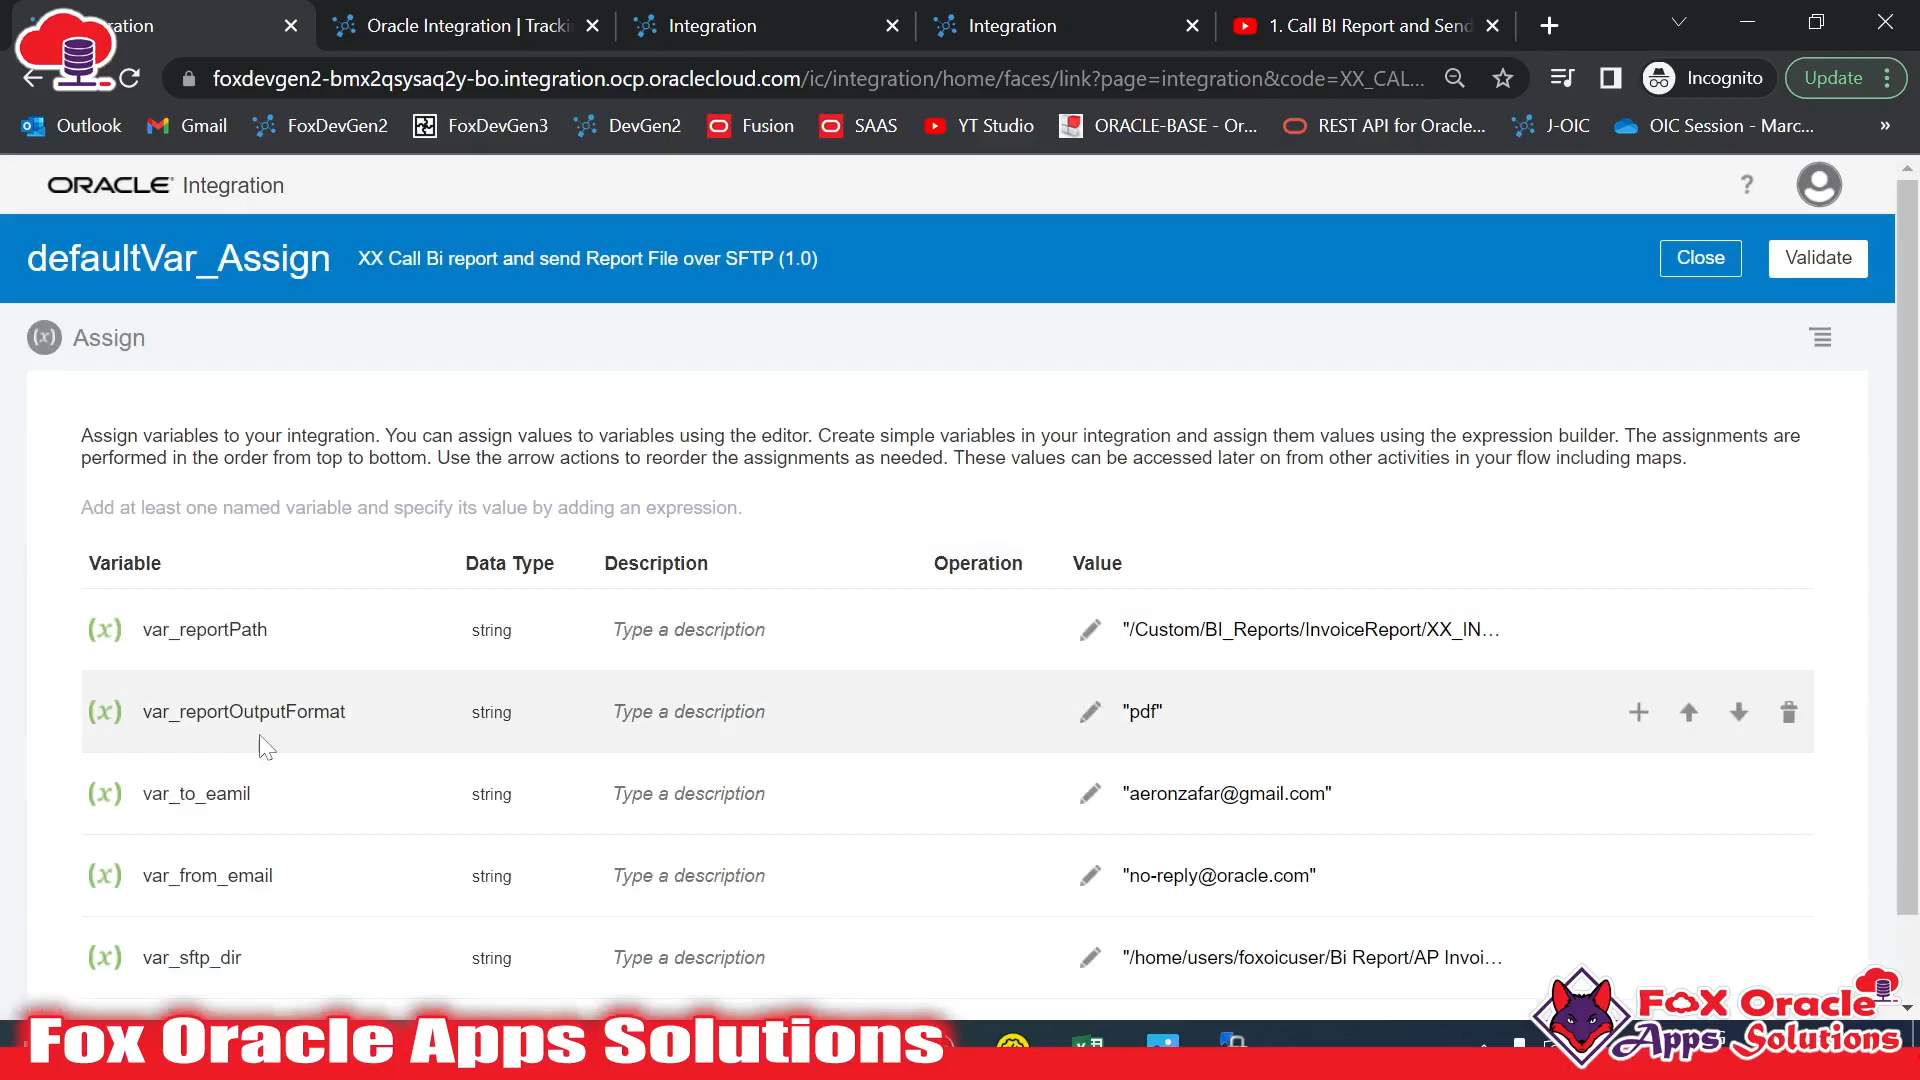 ration
Oracle Integration | Tracki
Integration
Integration
1. Call BI Report and Send
foxdevgen2-bmx2qsysaq2y-bo.integration.ocp.oraclecloud.com/ic/integration/home/faces/link?page=integration&code=XX_CAL...
Incognito
Update
Outlook
Gmail
FoxDevGen2
FoxDevGen3
DevGen2
Fusion
SAAS
YT Studio
ORACLE-BASE - Or...
REST API for Oracle...
J-OIC
OIC Session - Marc...
»
ORACLE Integration
?
defaultVar_Assign
XX Call Bi report and send Report File over SFTP (1.0)
Close
Validate
(x) Assign
Assign variables to your integration. You can assign values to variables using the editor. Create simple variables in your integration and assign them values using the expression builder. The assignments are
performed in the order from top to bottom. Use the arrow actions to reorder the assignments as needed. These values can be accessed later on from other activities in your flow including maps.
Add at least one named variable and specify its value by adding an expression.
Variable Data Type Description Operation Value
(x) var_reportPath string Type a description "/Custom/BI_Reports/InvoiceReport/XX_IN...
(x) var_reportOutputFormat string Type a description "pdf"
(x) var_to_eamil string Type a description "aeronzafar@gmail.com"
(x) var_from_email string Type a description "no-reply@oracle.com"
(x) var_sftp_dir string Type a description "/home/users/foxoicuser/Bi Report/AP Invoi...
Fox Oracle Apps Solutions
Fox Oracle
Apps Solutions